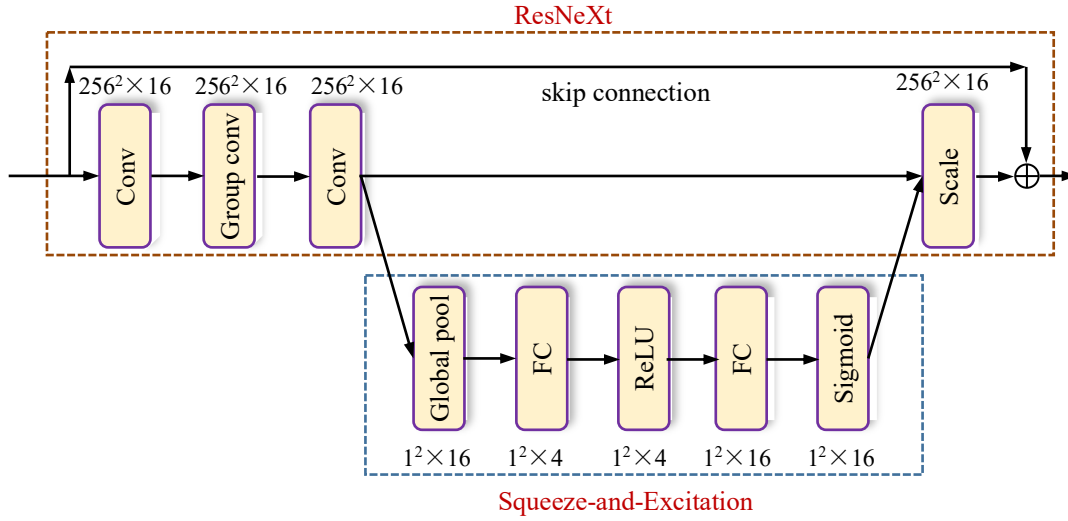 ResNeXt
256²×16 256²×16 256²×16 256²×16
skip connection
Conv
Group conv
Conv
Scale
Global pool
FC
ReLU
FC
Sigmoid
1²×16 1²×4 1²×4 1²×16 1²×16
Squeeze-and-Excitation